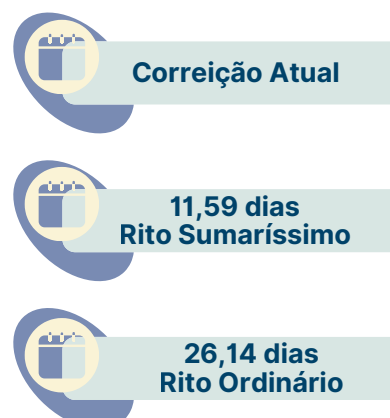 Correição Atual
11,59 dias
Rito Sumaríssimo
26,14 dias
Rito Ordinário